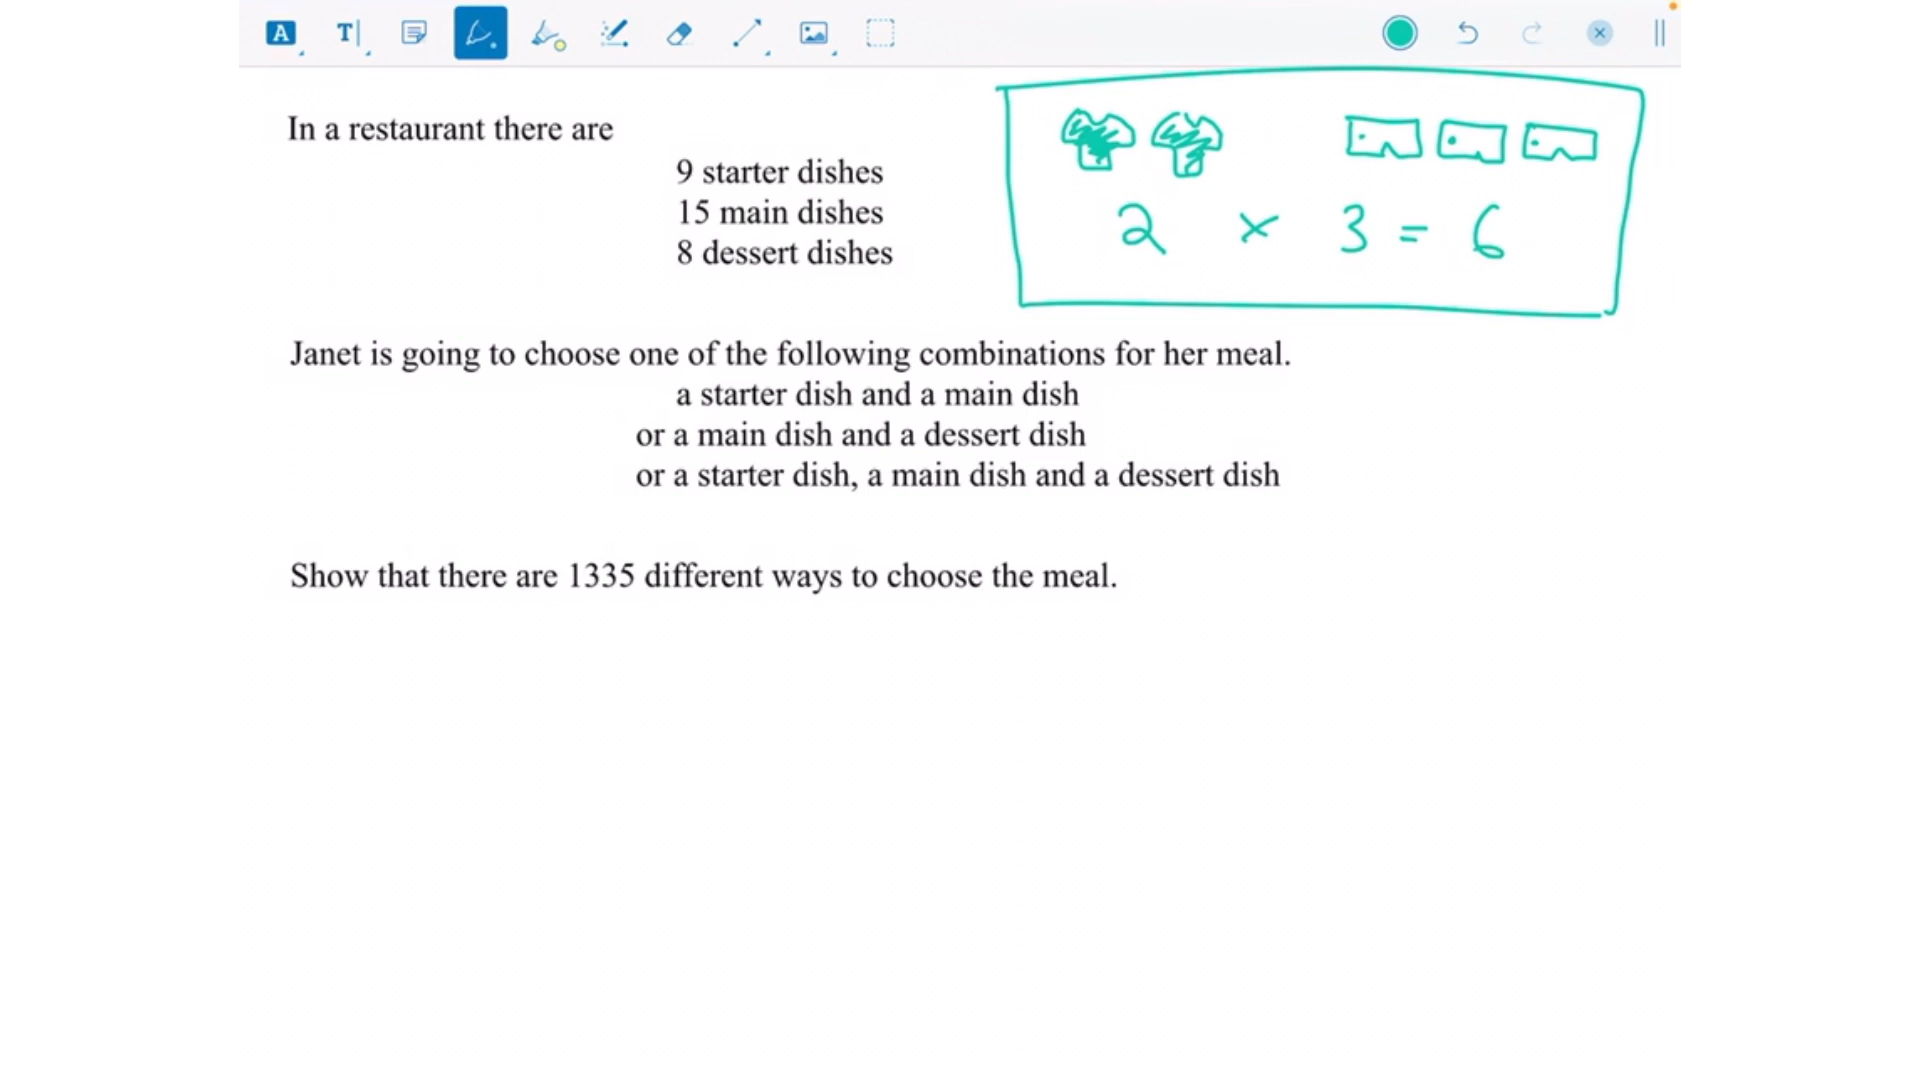 A T
In a restaurant there are
9 starter dishes
15 main dishes
8 dessert dishes
2 × 3 = 6
Janet is going to choose one of the following combinations for her meal.
a starter dish and a main dish
or a main dish and a dessert dish
or a starter dish, a main dish and a dessert dish
Show that there are 1335 different ways to choose the meal.